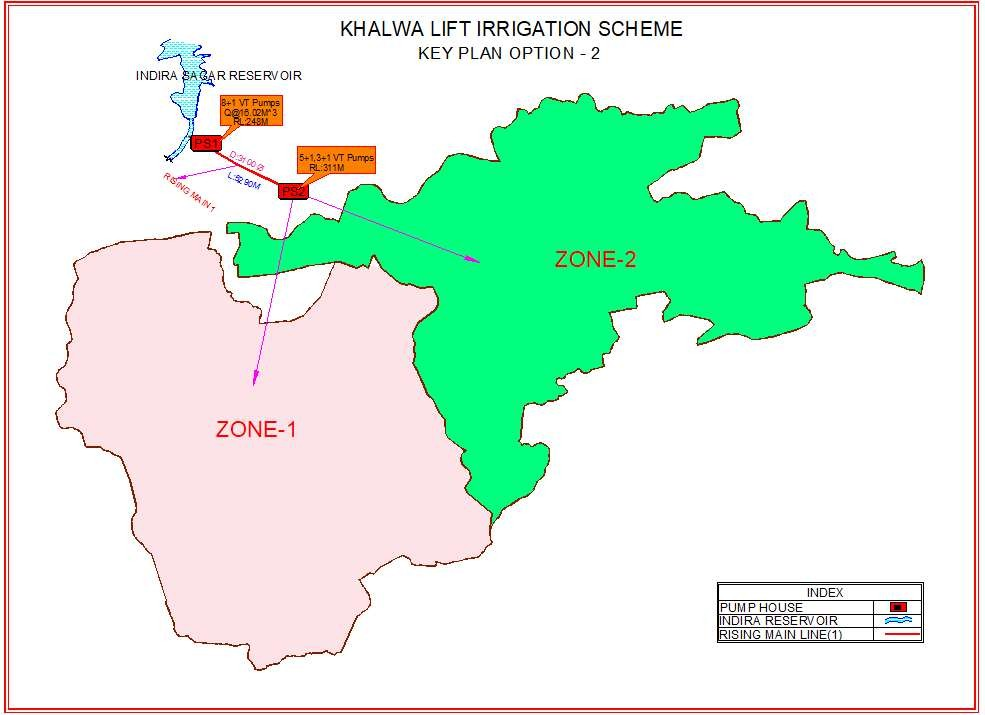 KHALWA LIFT IRRIGATION SCHEME
KEY PLAN OPTION - 2
INDIRA SAGAR RESERVOIR
8+1 VT Pumps
Q@16.02M^3
RL:248M
PS1
D:3100 Ø
L:5290M
RISING MAIN 1
5+1,3+1 VT Pumps
RL:311M
PS2
ZONE-2
ZONE-1
INDEX
PUMP HOUSE
INDIRA RESERVOIR
RISING MAIN LINE(1)